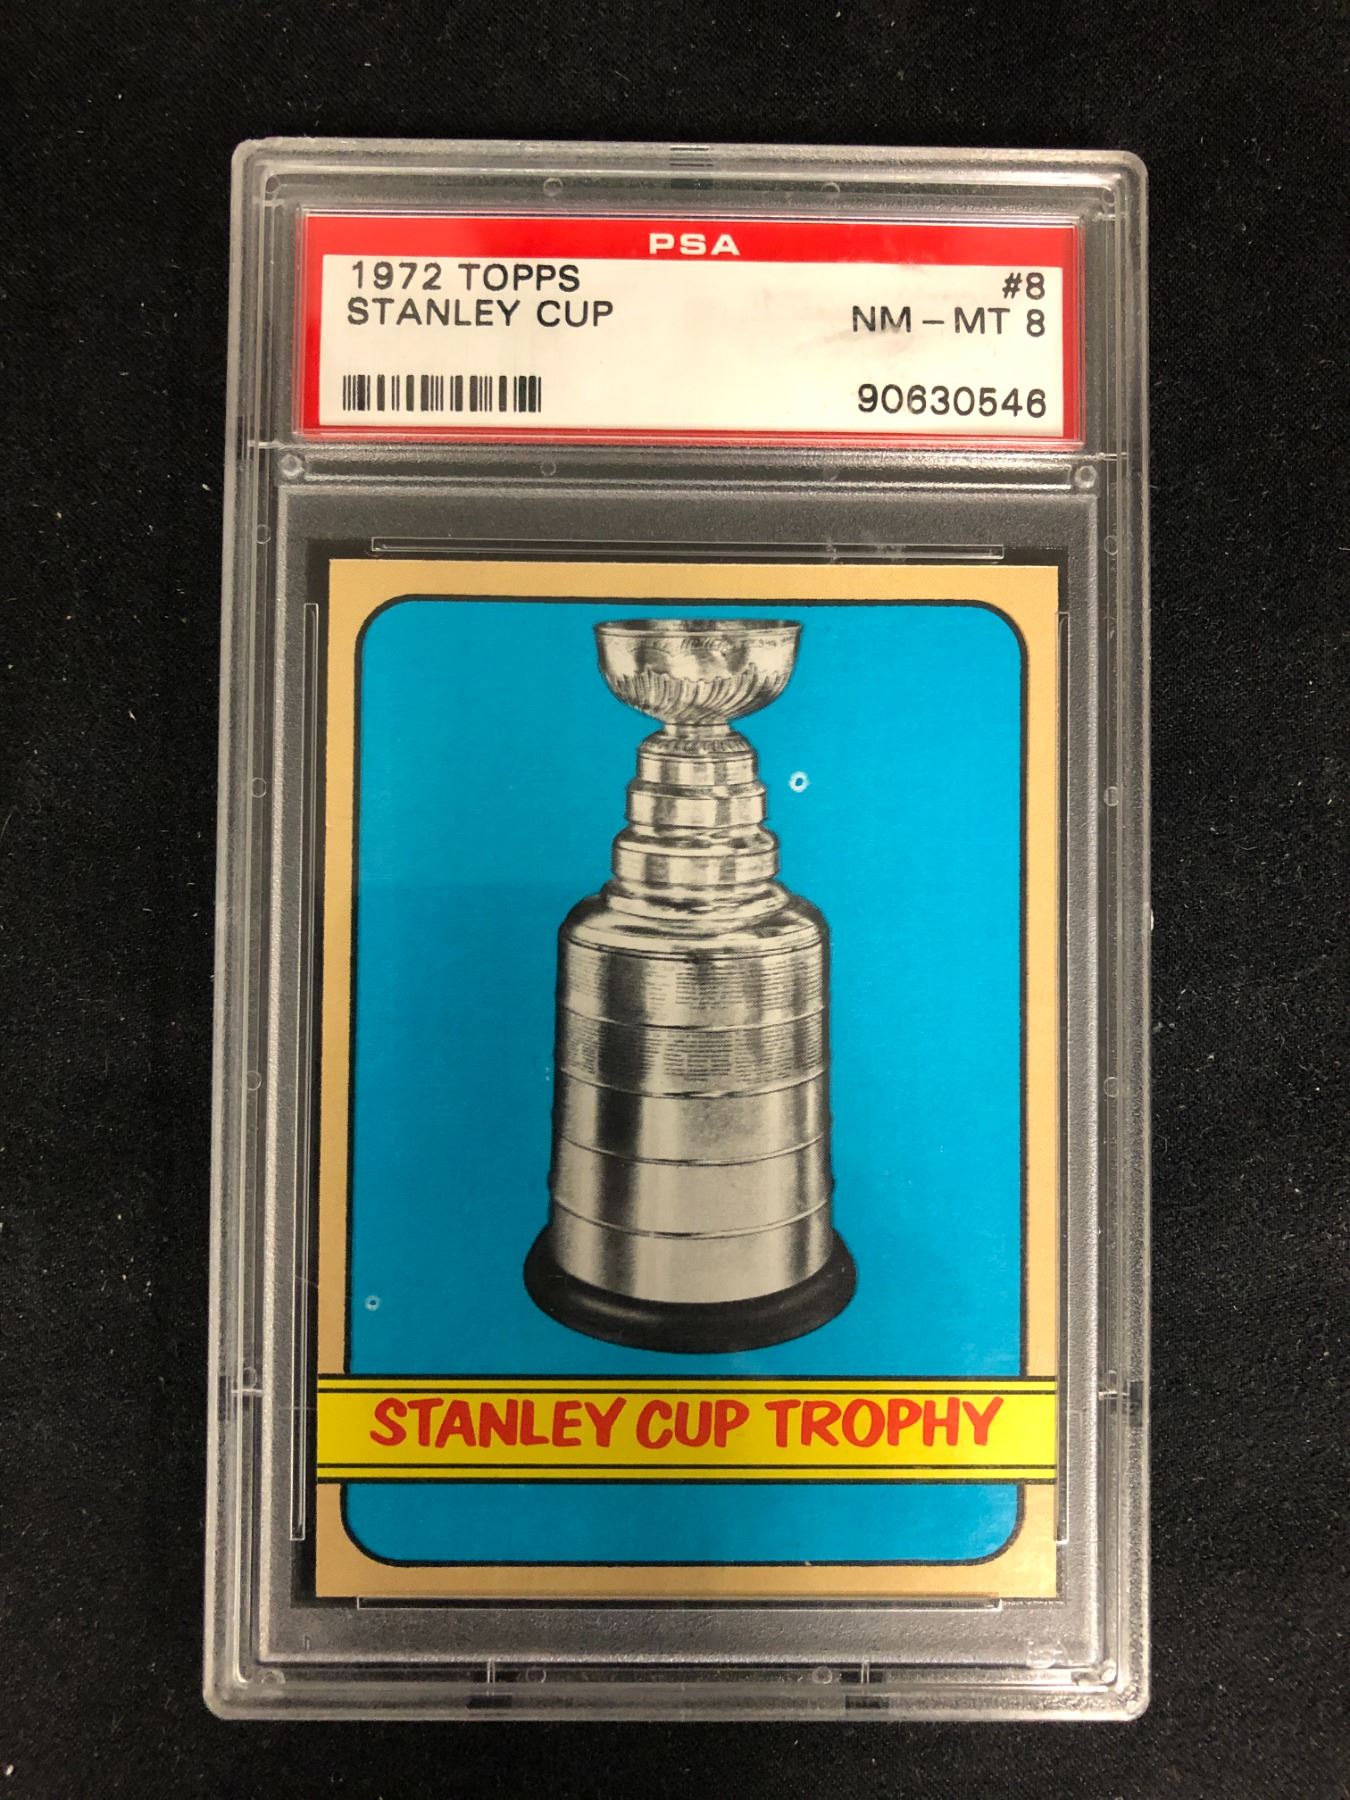 PSA
1972 TOPPS #8
STANLEY CUP NM - MT 8
90630546
STANLEY CUP TROPHY